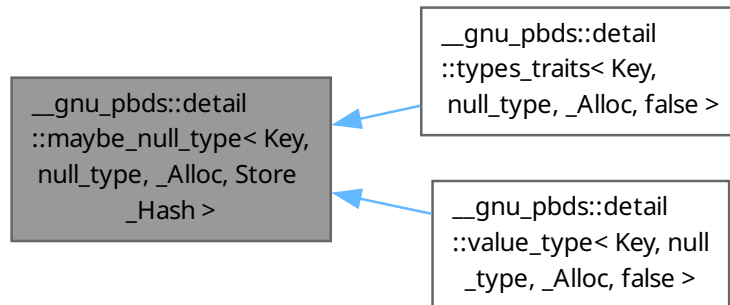 __gnu_pbds::detail
::maybe_null_type< Key,
null_type, _Alloc, Store
_Hash >
__gnu_pbds::detail
::types_traits< Key,
null_type, _Alloc, false >
__gnu_pbds::detail
::value_type< Key, null
_type, _Alloc, false >